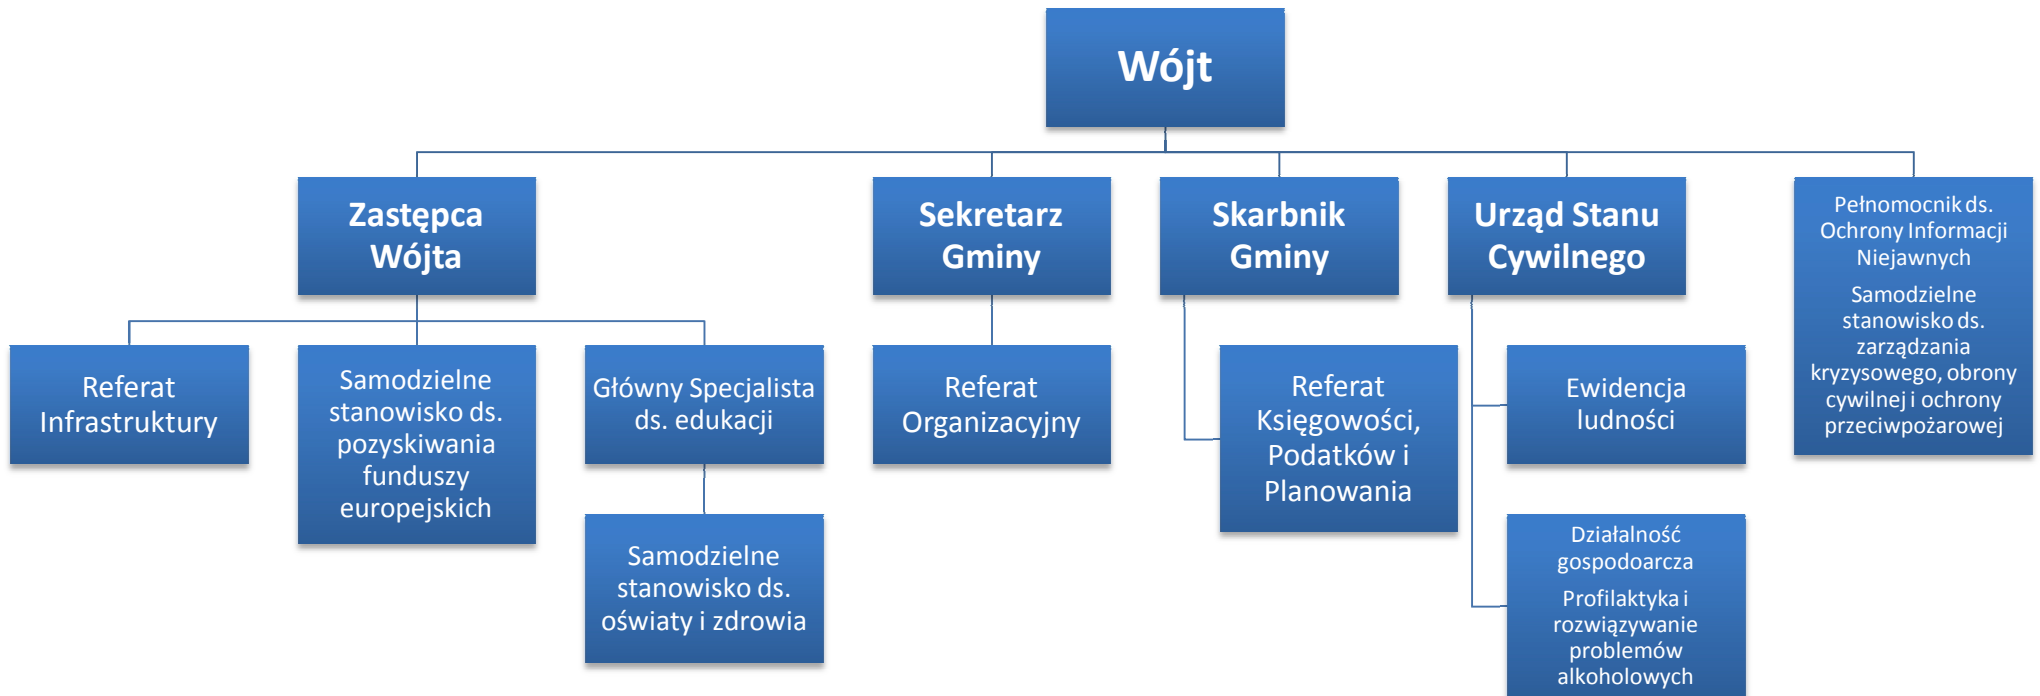 Wójt
Zastępca
Wójta
Sekretarz
Gminy
Skarbnik
Gminy
Urząd Stanu
Cywilnego
Pełnomocnik ds.
Ochrony Informacji
Niejawnych
Samodzielne
stanowisko ds.
zarządzania
kryzysowego, obrony
cywilnej i ochrony
przeciwpożarowej
Referat
Infrastruktury
Samodzielne
stanowisko ds.
pozyskiwania
funduszy
europejskich
Główny Specjalista
ds. edukacji
Samodzielne
stanowisko ds.
oświaty i zdrowia
Referat
Organizacyjny
Referat
Księgowości,
Podatków i
Planowania
Ewidencja
ludności
Działalność
gospodoarcza
Profilaktyka i
rozwiązywanie
problemów
alkoholowych